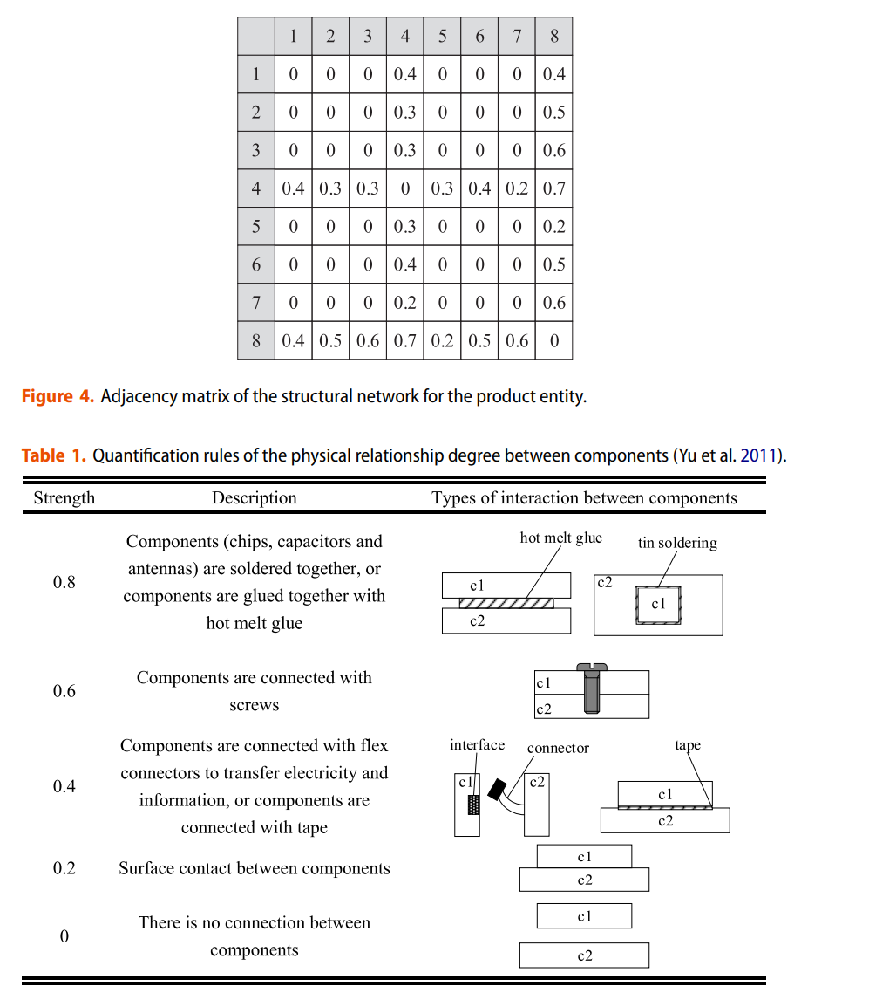 1 2 3 4 5 6 7 8
1 0 0 0 0.4 0 0 0 0.4
2 0 0 0 0.3 0 0 0 0.5
3 0 0 0 0.3 0 0 0 0.6
4 0.4 0.3 0.3 0 0.3 0.4 0.2 0.7
5 0 0 0 0.3 0 0 0 0.2
6 0 0 0 0.4 0 0 0 0.5
7 0 0 0 0.2 0 0 0 0.6
8 0.4 0.5 0.6 0.7 0.2 0.5 0.6 0
Figure 4. Adjacency matrix of the structural network for the product entity.
Table 1. Quantification rules of the physical relationship degree between components (Yu et al. 2011).
Strength Description Types of interaction between components
0.8
Components (chips, capacitors and
antennas) are soldered together, or
components are glued together with
hot melt glue
hot melt glue
tin soldering
c1
c2
c2
c1
0.6
Components are connected with
screws
c1
c2
0.4
Components are connected with flex
connectors to transfer electricity and
information, or components are
connected with tape
interface
connector
tape
c1
c2
c1
c2
0.2
Surface contact between components
c1
c2
0
There is no connection between
components
c1
c2